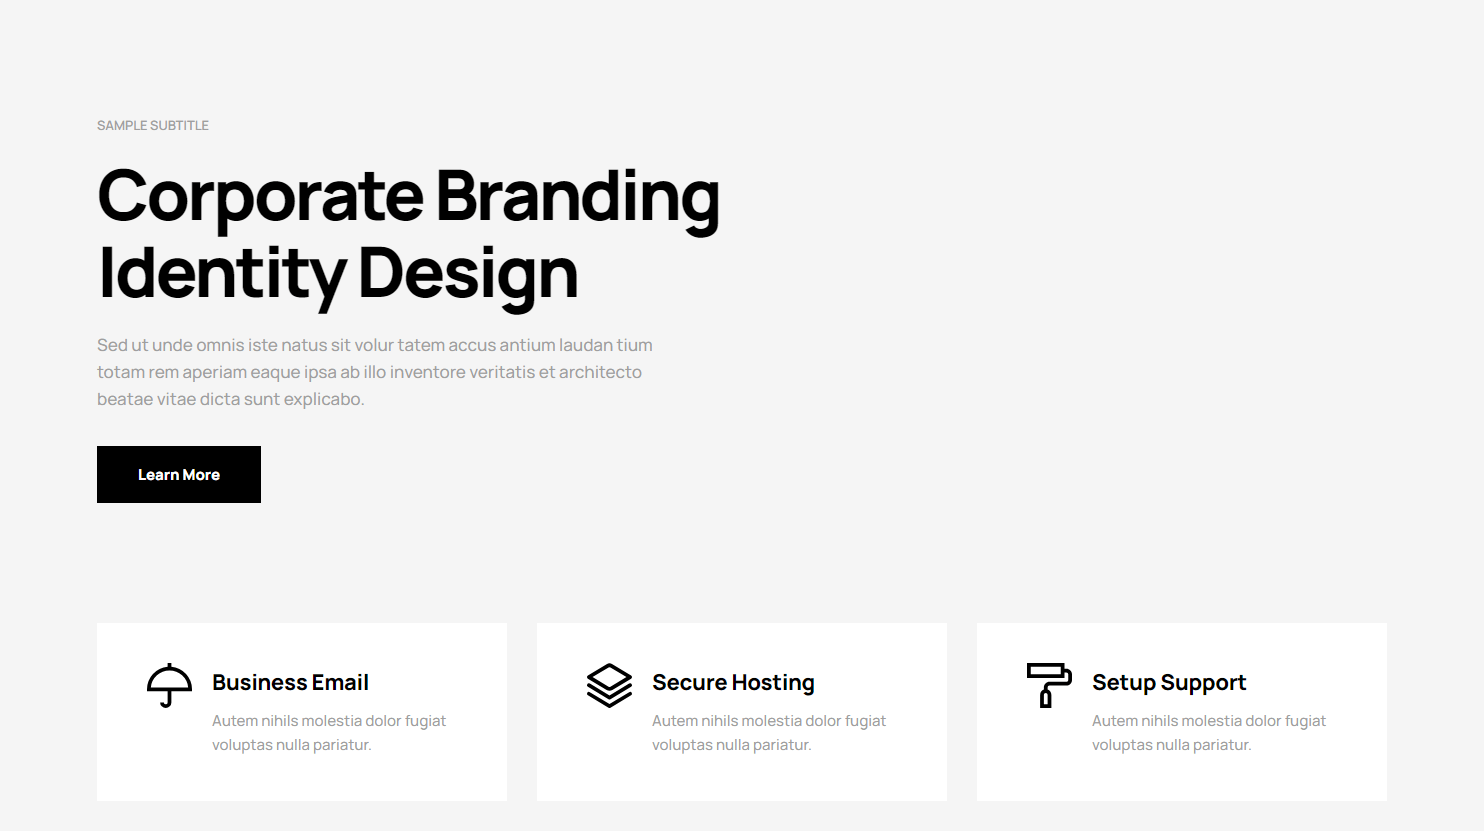 SAMPLE SUBTITLE
Corporate Branding
Identity Design
Sed ut unde omnis iste natus sit volur tatem accus antium laudan tium
totam rem aperiam eaque ipsa ab illo inventore veritatis et architecto
beatae vitae dicta sunt explicabo.
Learn More
Business Email
Autem nihils molestia dolor fugiat
voluptas nulla pariatur.
Secure Hosting
Autem nihils molestia dolor fugiat
voluptas nulla pariatur.
Setup Support
Autem nihils molestia dolor fugiat
voluptas nulla pariatur.